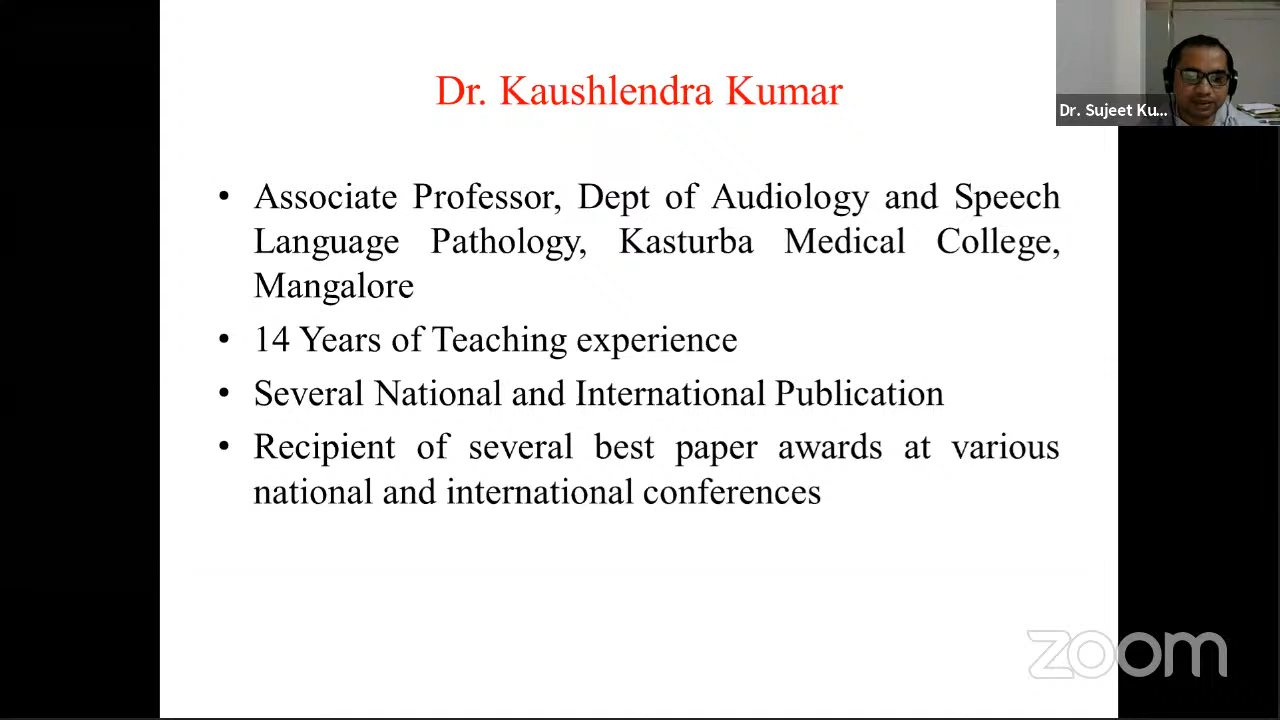 Dr. Kaushlendra Kumar
Dr. Sujeet Ku...
• Associate Professor, Dept of Audiology and Speech
Language Pathology, Kasturba Medical College,
Mangalore
• 14 Years of Teaching experience
• Several National and International Publication
• Recipient of several best paper awards at various
national and international conferences
zoom